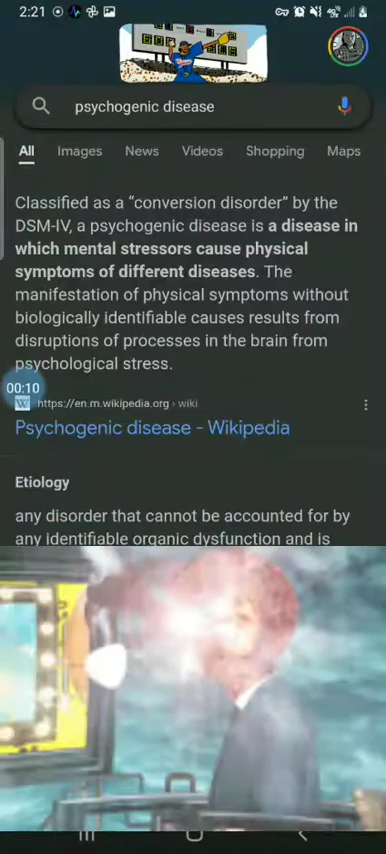 2:21
psychogenic disease
All Images News Videos Shopping Maps
Classified as a “conversion disorder” by the
DSM-IV, a psychogenic disease is a disease in
which mental stressors cause physical
symptoms of different diseases. The
manifestation of physical symptoms without
biologically identifiable causes results from
disruptions of processes in the brain from
psychological stress.
00:10
W https://en.m.wikipedia.org › wiki
Psychogenic disease - Wikipedia
Etiology
any disorder that cannot be accounted for by
any identifiable organic dysfunction and is